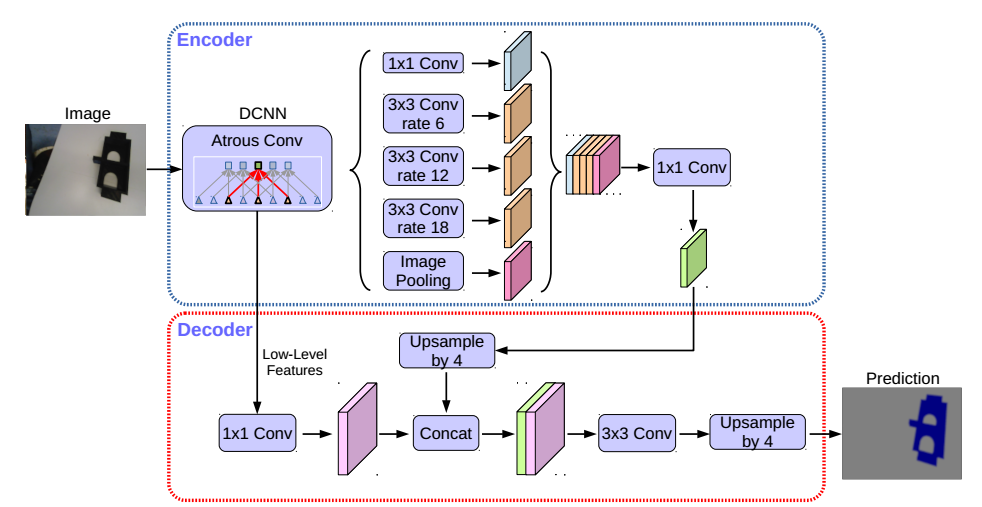 Encoder
Image
DCNN
Atrous Conv
1x1 Conv
3x3 Conv
rate 6
3x3 Conv
rate 12
3x3 Conv
rate 18
Image
Pooling
1x1 Conv
Decoder
Low-Level
Features
Upsample
by 4
1x1 Conv
Concat
3x3 Conv
Upsample
by 4
Prediction